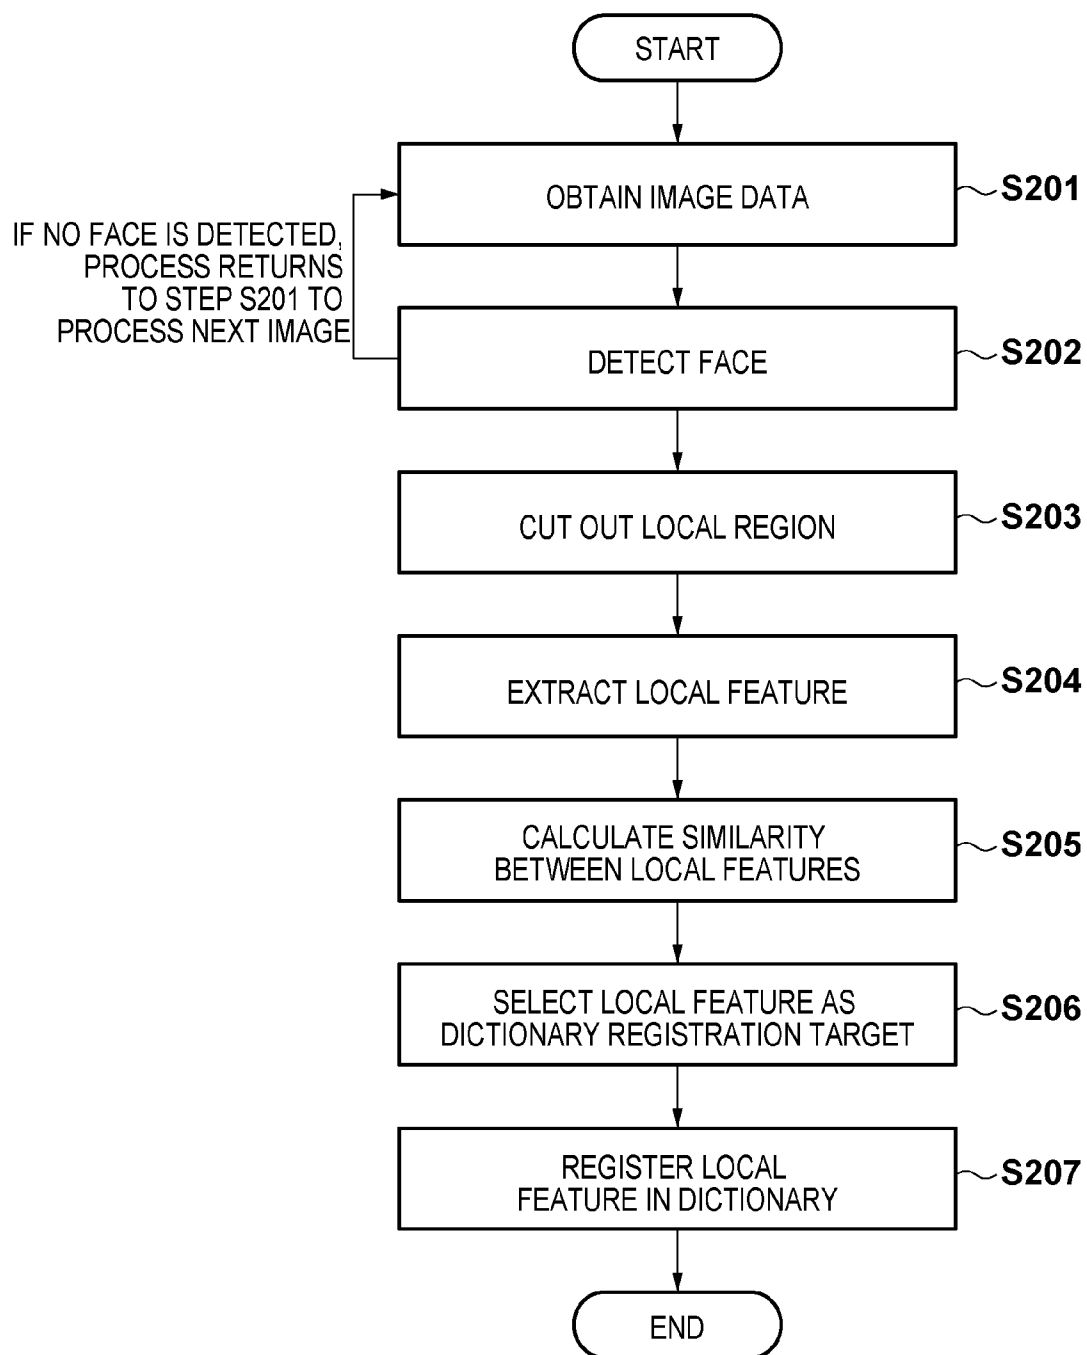 START
OBTAIN IMAGE DATA
S201
IF NO FACE IS DETECTED,
PROCESS RETURNS
TO STEP S201 TO
PROCESS NEXT IMAGE
DETECT FACE
S202
CUT OUT LOCAL REGION
S203
EXTRACT LOCAL FEATURE
S204
CALCULATE SIMILARITY
BETWEEN LOCAL FEATURES
S205
SELECT LOCAL FEATURE AS
DICTIONARY REGISTRATION TARGET
S206
REGISTER LOCAL
FEATURE IN DICTIONARY
S207
END